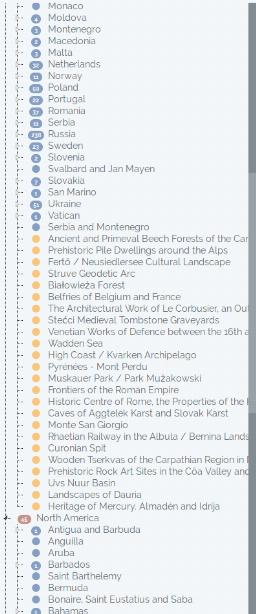 Monaco
4 Moldova
3 Montenegro
2 Macedonia
3 Malta
32 Netherlands
11 Norway
50 Poland
22 Portugal
37 Romania
11 Serbia
238 Russia
23 Sweden
2 Slovenia
Svalbard and Jan Mayen
7 Slovakia
1 San Marino
51 Ukraine
1 Vatican
Serbia and Montenegro
Ancient and Primeval Beech Forests of the Car
Prehistoric Pile Dwellings around the Alps
Fertö / Neusiedlersee Cultural Landscape
Struve Geodetic Arc
Białowieża Forest
Belfries of Belgium and France
The Architectural Work of Le Corbusier, an Ou
Stećci Medieval Tombstone Graveyards
Venetian Works of Defence between the 16th a
Wadden Sea
High Coast / Kvarken Archipelago
Pyrénées - Mont Perdu
Muskauer Park / Park Mużakowski
Frontiers of the Roman Empire
Historic Centre of Rome, the Properties of the
Caves of Aggtelek Karst and Slovak Karst
Monte San Giorgio
Rhaetian Railway in the Albula / Bernina Lands
Curonian Spit
Wooden Tserkvas of the Carpathian Region in
Prehistoric Rock Art Sites in the Côa Valley and
Uvs Nuur Basin
Landscapes of Dauria
Heritage of Mercury. Almadén and Idrija
45 North America
1 Antigua and Barbuda
Anguilla
Aruba
1 Barbados
Saint Barthelemy
Bermuda
Bonaire, Saint Eustatius and Saba
Bahamas